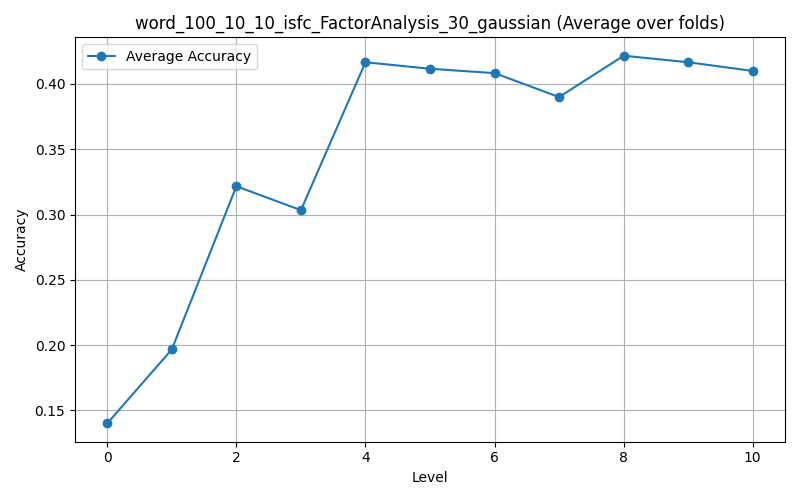 word_100_10_10_isfc_FactorAnalysis_30_gaussian (Average over folds)
Average Accuracy
0.40
0.35
0.30
0.25
0.20
0.15
Accuracy
0 2 4 6 8 10
Level